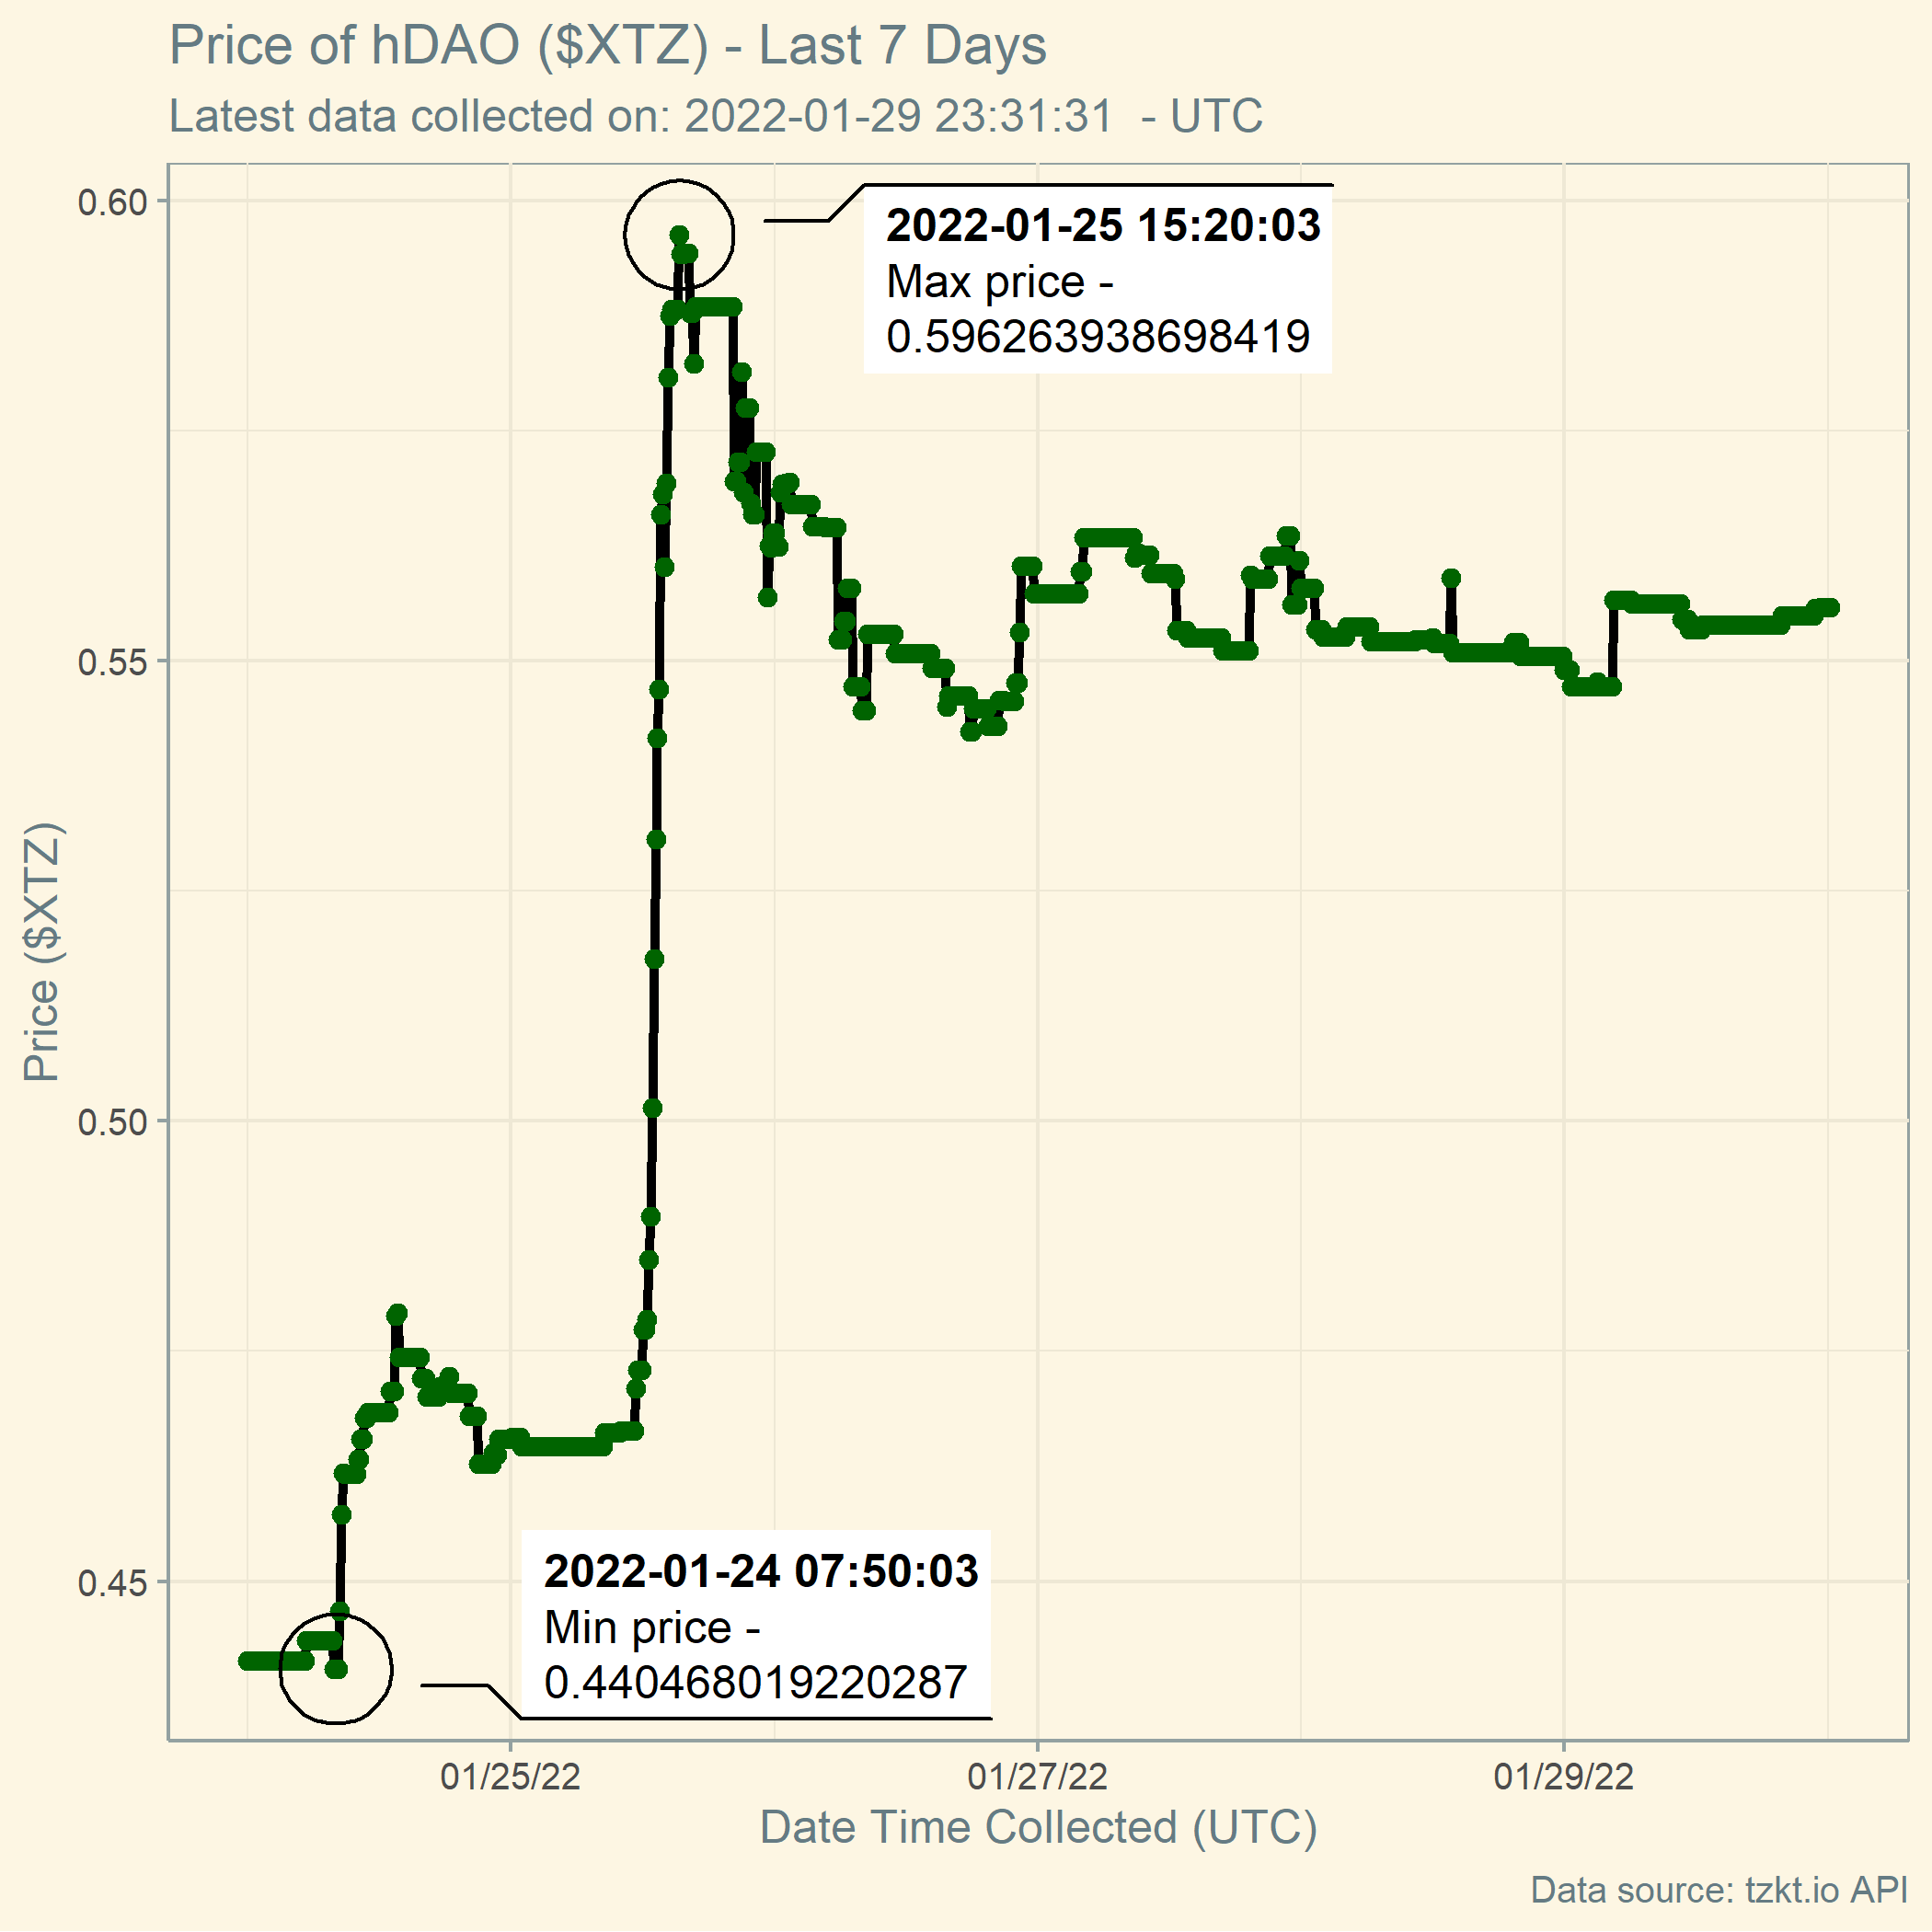 Price of hDAO ($XTZ) - Last 7 Days
Latest data collected on: 2022-01-29 23:31:31  - UTC
0.60
2022-01-25 15:20:03
Max price -
0.596263938698419
0.55
Price ($XTZ)
0.50
0.45
2022-01-24 07:50:03
Min price -
0.440468019220287
01/25/22
01/27/22
01/29/22
Date Time Collected (UTC)
Data source: tzkt.io API